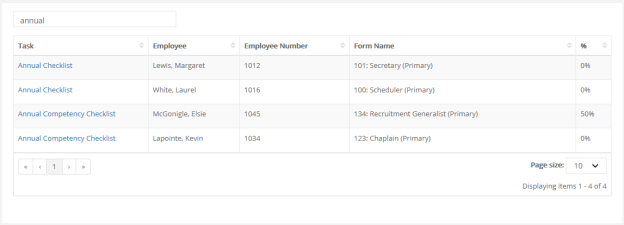 annual
Task Employee Employee Number Form Name %
Annual Checklist Lewis, Margaret 1012 101: Secretary (Primary) 0%
Annual Checklist White, Laurel 1016 100: Scheduler (Primary) 0%
Annual Competency Checklist McGonigle, Elsie 1045 134: Recruitment Generalist (Primary) 50%
Annual Competency Checklist Lapointe, Kevin 1034 123: Chaplain (Primary) 0%
« ‹ 1 › » Page size: 10
Displaying items 1 - 4 of 4